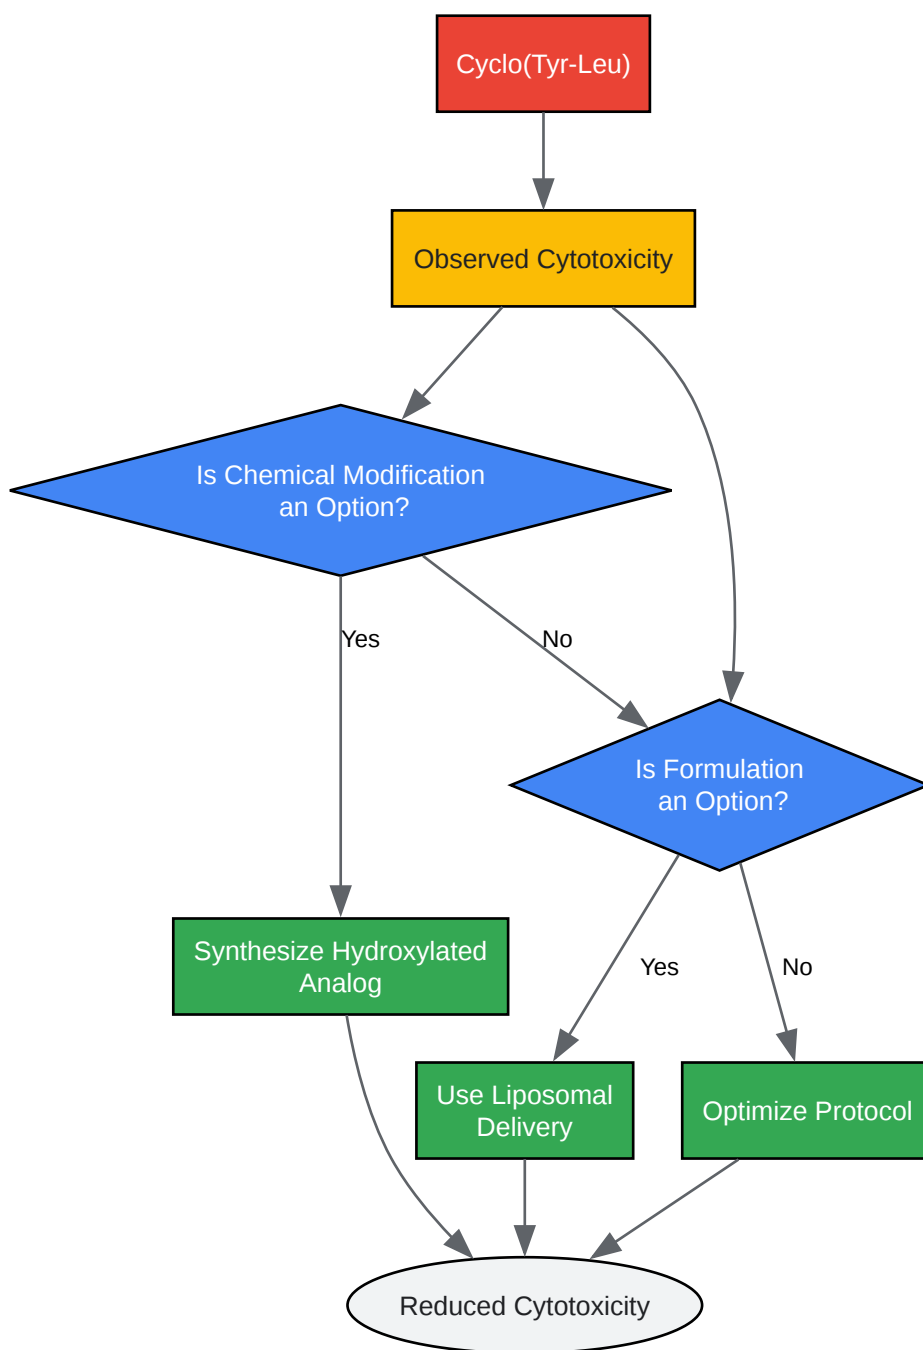 Cyclo(Tyr-Leu)
Observed Cytotoxicity
Is Chemical Modification
an Option?
Yes
No
Is Formulation
an Option?
Synthesize Hydroxylated
Analog
Yes
No
Use Liposomal
Delivery
Optimize Protocol
Reduced Cytotoxicity